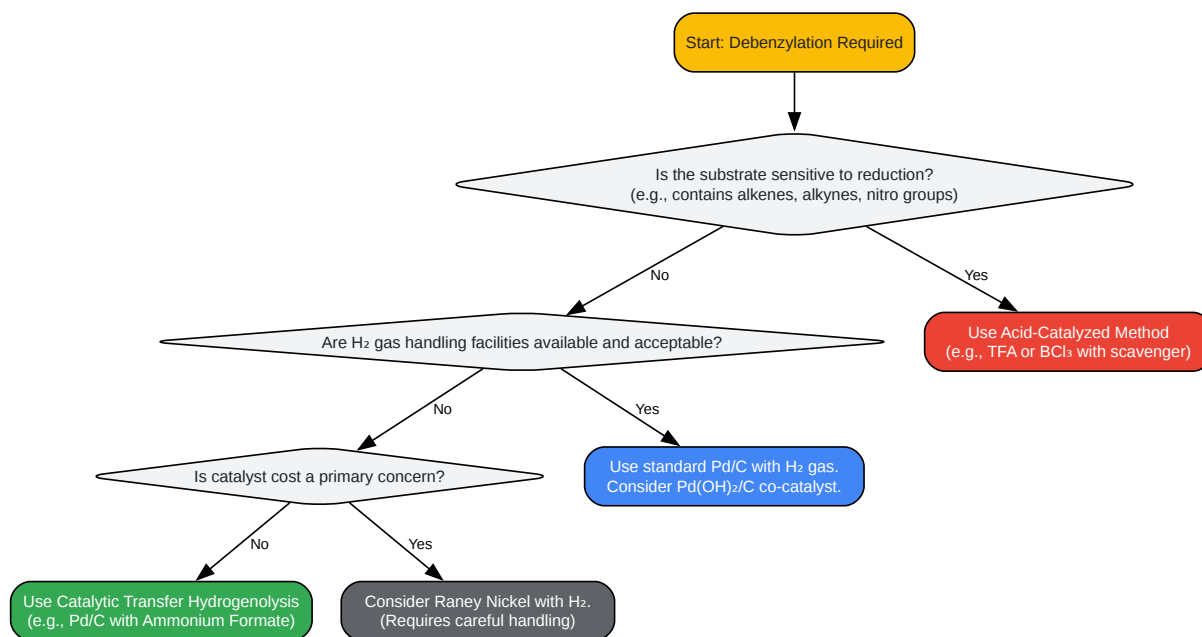 Start: Debenzylation Required
Is the substrate sensitive to reduction?
(e.g., contains alkenes, alkynes, nitro groups)
No
Yes
Are H₂ gas handling facilities available and acceptable?
Use Acid-Catalyzed Method
(e.g., TFA or BCl₃ with scavenger)
No
Yes
Is catalyst cost a primary concern?
Use standard Pd/C with H₂ gas.
Consider Pd(OH)₂/C co-catalyst.
No
Yes
Use Catalytic Transfer Hydrogenolysis
(e.g., Pd/C with Ammonium Formate)
Consider Raney Nickel with H₂.
(Requires careful handling)